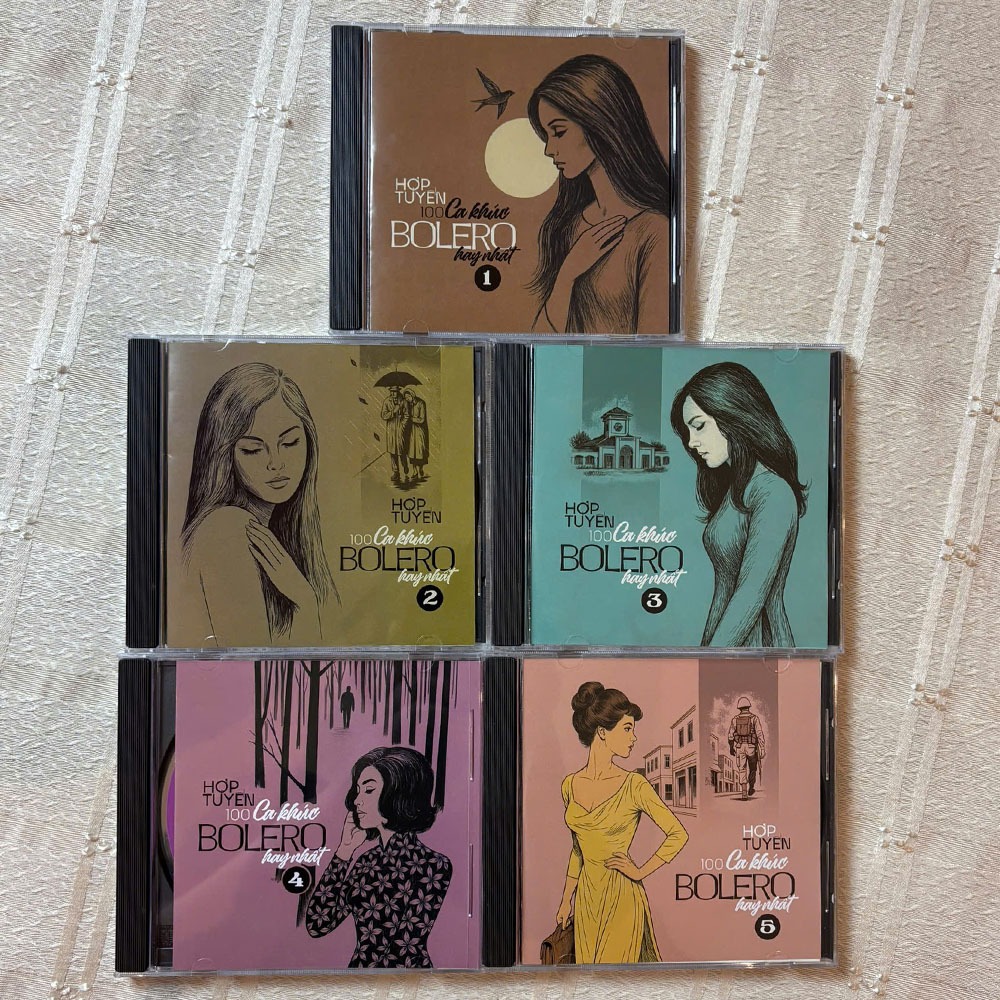 HỢP
TUYỂN
100 Ca khúc
BOLERO
hay nhất
1
HỢP
TUYỂN
100 Ca khúc
BOLERO
hay nhất
2
HỢP
TUYỂN
100 Ca khúc
BOLERO
hay nhất
3
HỢP
TUYỂN
100 Ca khúc
BOLERO
hay nhất
4
HỢP
TUYỂN
100 Ca khúc
BOLERO
hay nhất
5